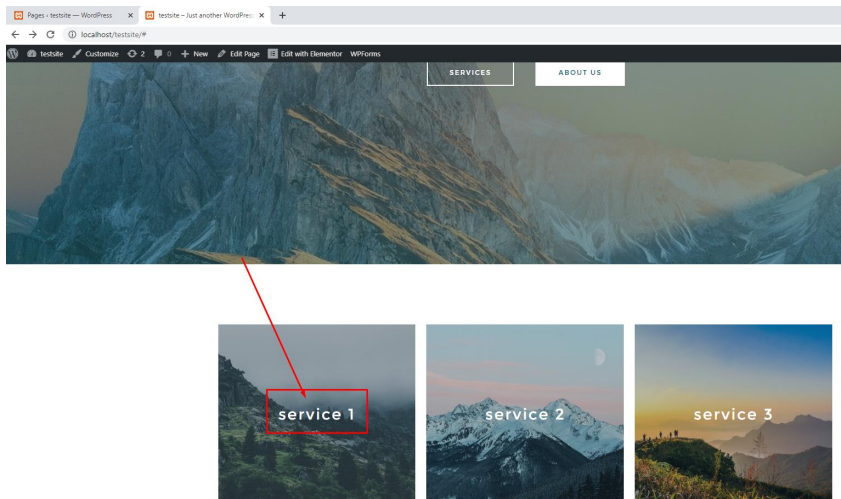 Pages ‹ testsite — WordPress
testsite – Just another WordPres
localhost/testsite/#
testsite Customize 2 0 New Edit Page Edit with Elementor WPForms
SERVICES ABOUT US
service 1 service 2 service 3